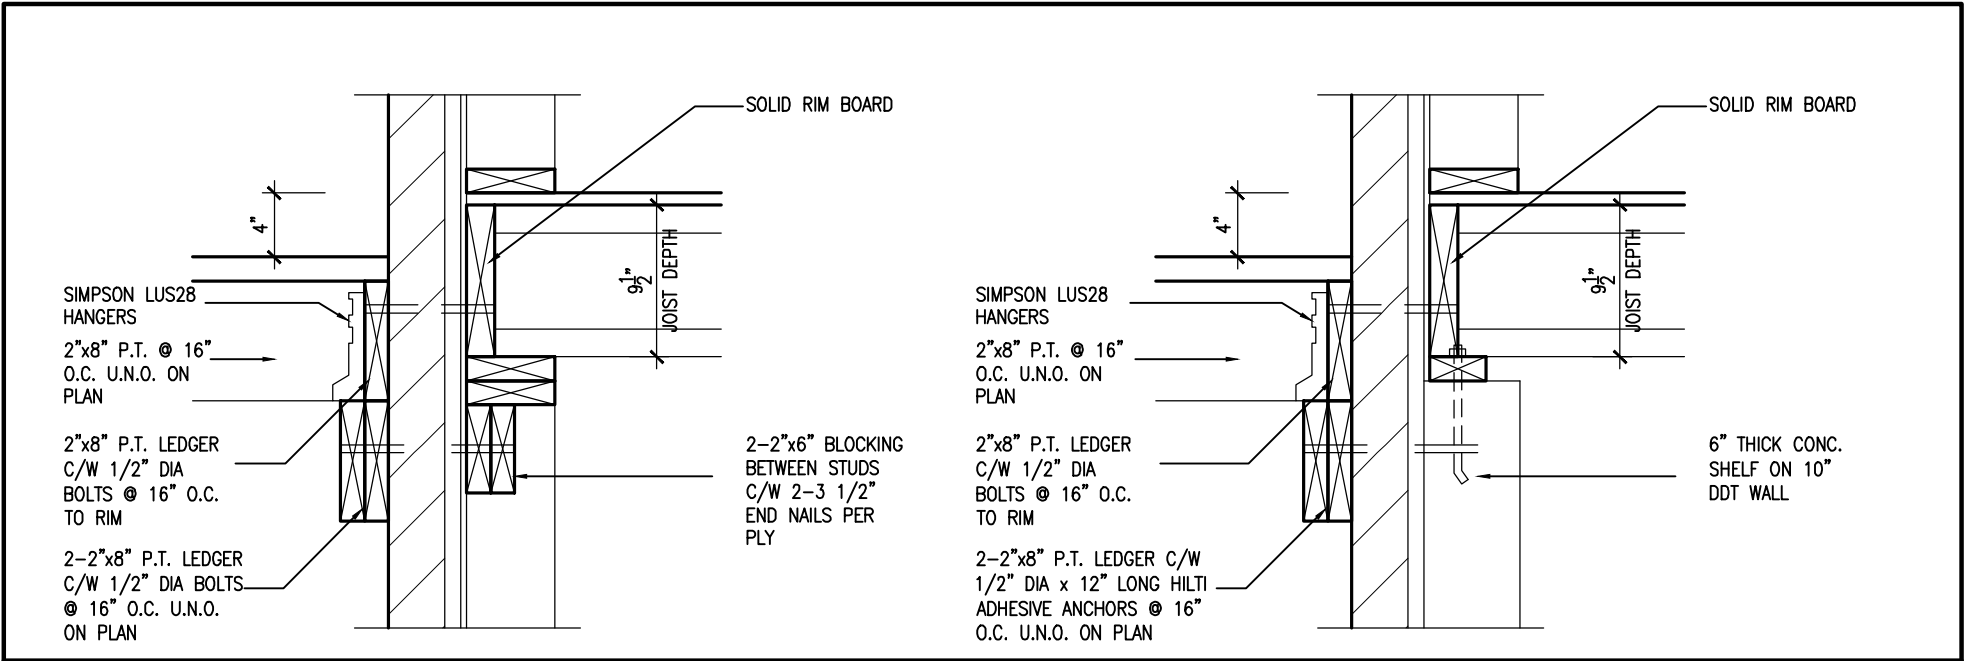 SOLID RIM BOARD
4"
9 1/2"
JOIST DEPTH
SIMPSON LUS28
HANGERS
2"x8" P.T. @ 16"
O.C. U.N.O. ON
PLAN
2"x8" P.T. LEDGER
C/W 1/2" DIA
BOLTS @ 16" O.C.
TO RIM
2-2"x8" P.T. LEDGER
C/W 1/2" DIA BOLTS
@ 16" O.C. U.N.O.
ON PLAN
2-2"x6" BLOCKING
BETWEEN STUDS
C/W 2-3 1/2"
END NAILS PER
PLY
SOLID RIM BOARD
4"
9 1/2"
JOIST DEPTH
SIMPSON LUS28
HANGERS
2"x8" P.T. @ 16"
O.C. U.N.O. ON
PLAN
2"x8" P.T. LEDGER
C/W 1/2" DIA
BOLTS @ 16" O.C.
TO RIM
2-2"x8" P.T. LEDGER C/W
1/2" DIA x 12" LONG HILTI
ADHESIVE ANCHORS @ 16"
O.C. U.N.O. ON PLAN
6" THICK CONC.
SHELF ON 10"
DDT WALL